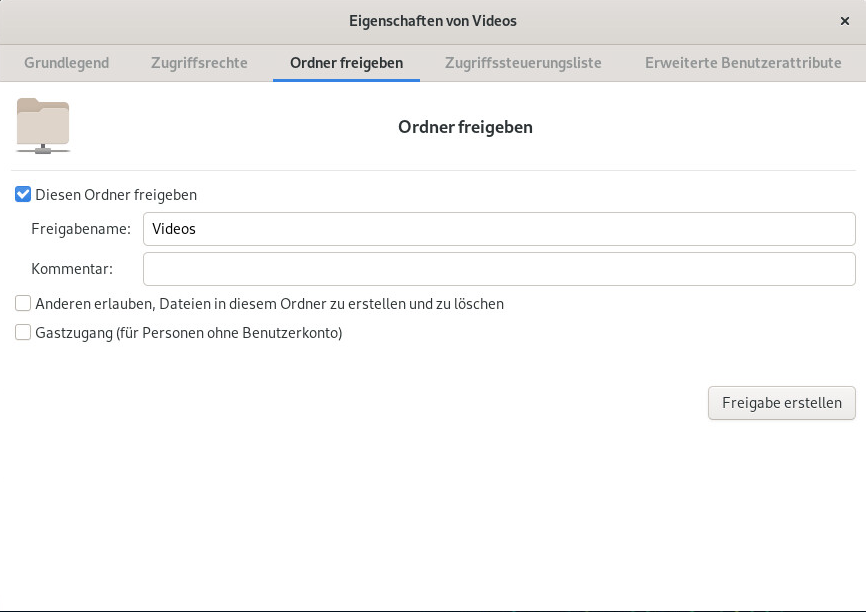 Eigenschaften von Videos
Grundlegend Zugriffsrechte Ordner freigeben Zugriffssteuerungsliste Erweiterte Benutzerattribute
Ordner freigeben
Diesen Ordner freigeben
Freigabename: Videos
Kommentar:
Anderen erlauben, Dateien in diesem Ordner zu erstellen und zu löschen
Gastzugang (für Personen ohne Benutzerkonto)
Freigabe erstellen